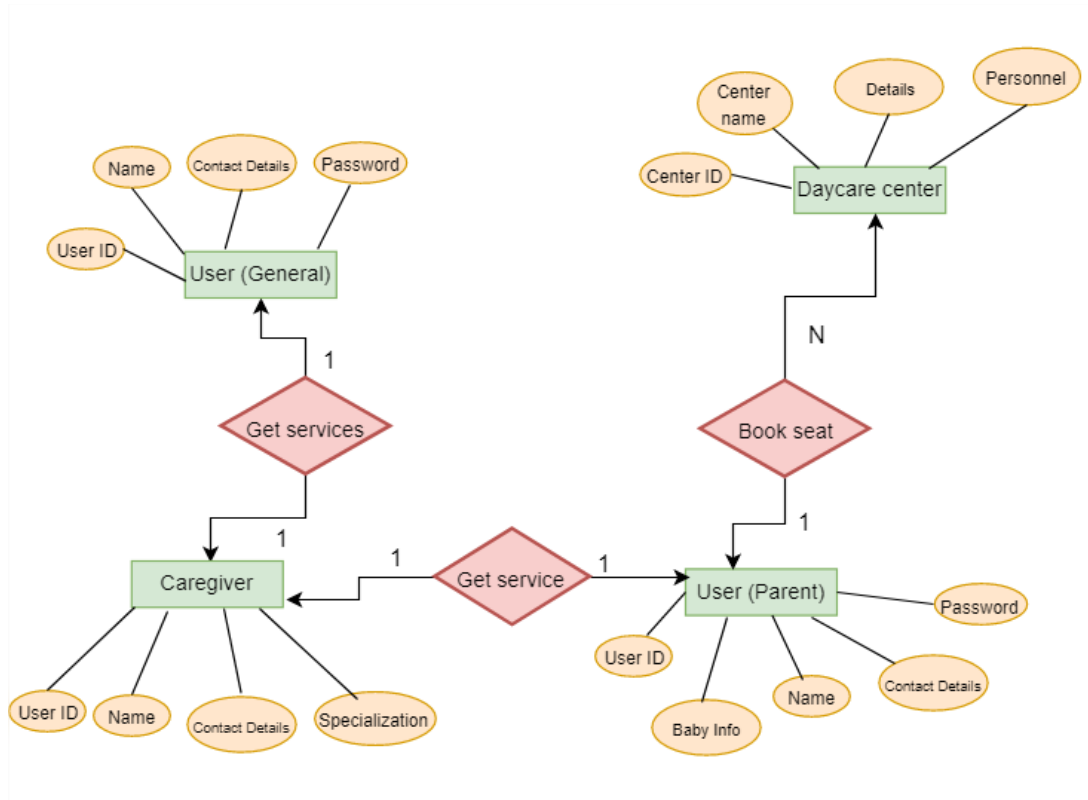 Center
name
Details
Personnel
Center ID
Daycare center
Name
Contact Details
Password
User ID
User (General)
1
N
Get services
Book seat
1
1
Caregiver
1
Get service
1
User (Parent)
Password
User ID
Name
Contact Details
Specialization
User ID
Baby Info
Name
Contact Details